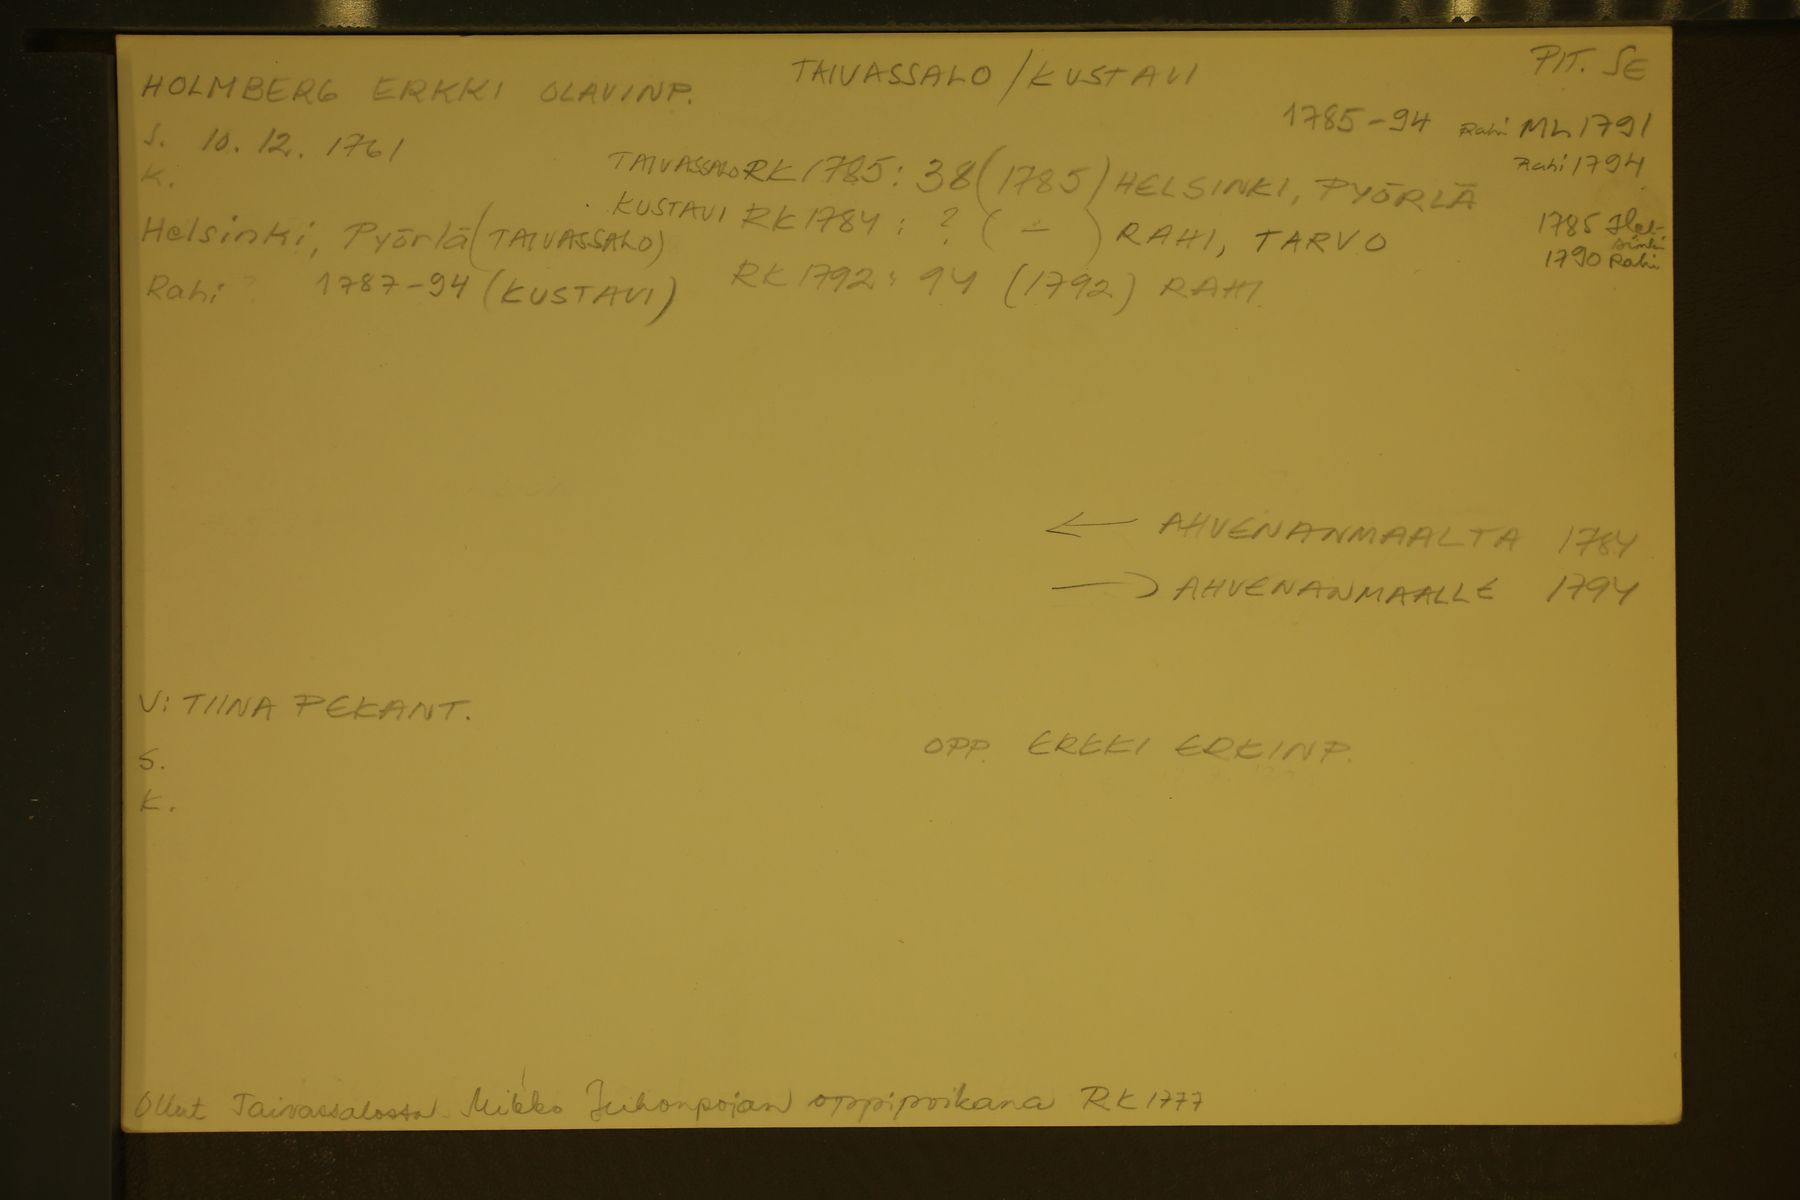 HOLMBERG ERKKI OLAVINP. TAIVASSALO / KUSTAVI PIT. SE
1785-94 Rahi ML 1791
S. 10. 12. 1761 Rahi 1794
K. TAIVASSALO RK 1785: 38 (1785) HELSINKI, PYÖRLÄ
KUSTAVI RK 1784: ? ( ÷ ) RAHI, TARVO 1785 Hel-
sinki
Helsinki, Pyörlä (TAIVASSALO) 1790 Rahi
Rahi ? 1787-94 (KUSTAVI) RK 1792: 94 (1792) RAHI
← AHVENANMAALTA 1784
→ AHVENANMAALLE 1794
V: TIINA PEKANT.
S. OPP. ERKKI ERKINP.
K.
Ollut Taivassalossa Mikko Juhonpojan oppipoikana RK 1777